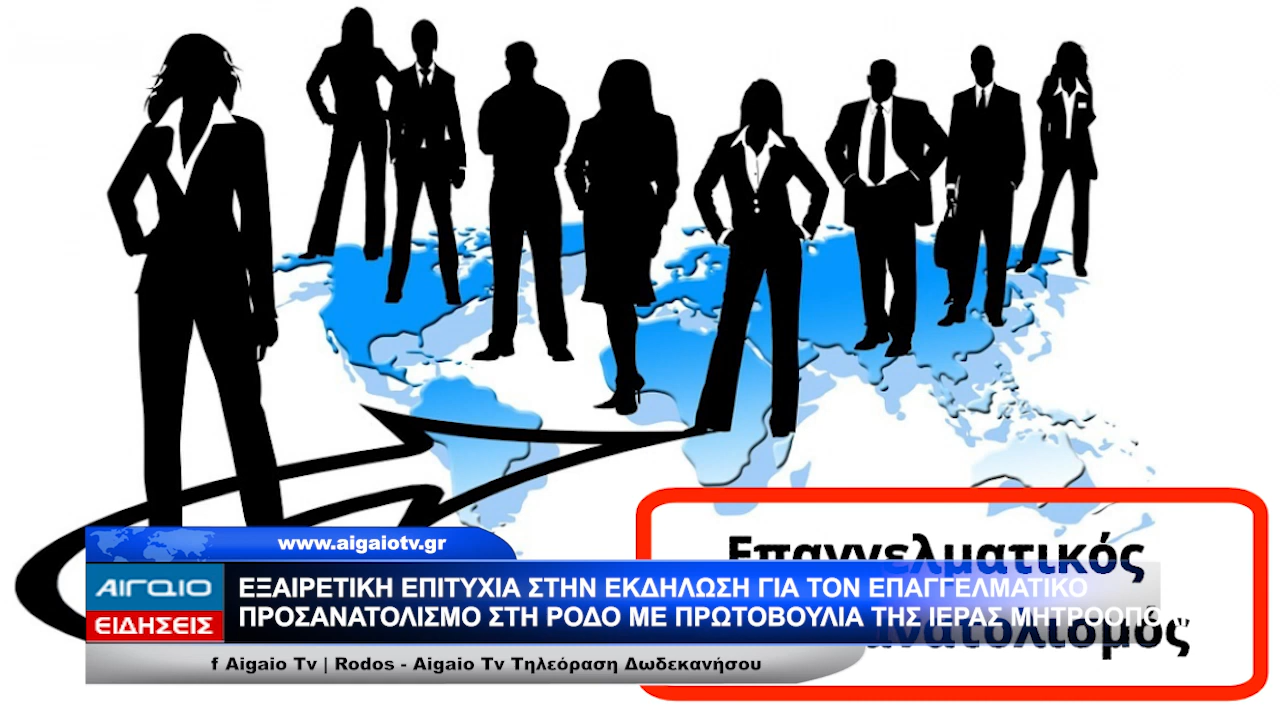 Επαγγελματικός
www.aigaiotv.gr
ΑΙΓΑΙΟ
ΕΙΔΗΣΕΙΣ
ΕΞΑΙΡΕΤΙΚΗ ΕΠΙΤΥΧΙΑ ΣΤΗΝ ΕΚΔΗΛΩΣΗ ΓΙΑ ΤΟΝ ΕΠΑΓΓΕΛΜΑΤΙΚΟ
ΠΡΟΣΑΝΑΤΟΛΙΣΜΟ ΣΤΗ ΡΟΔΟ ΜΕ ΠΡΩΤΟΒΟΥΛΙΑ ΤΗΣ ΙΕΡΑΣ
f Aigaio Tv | Rodos - Aigaio Tv Τηλεόραση Δωδεκανήσου